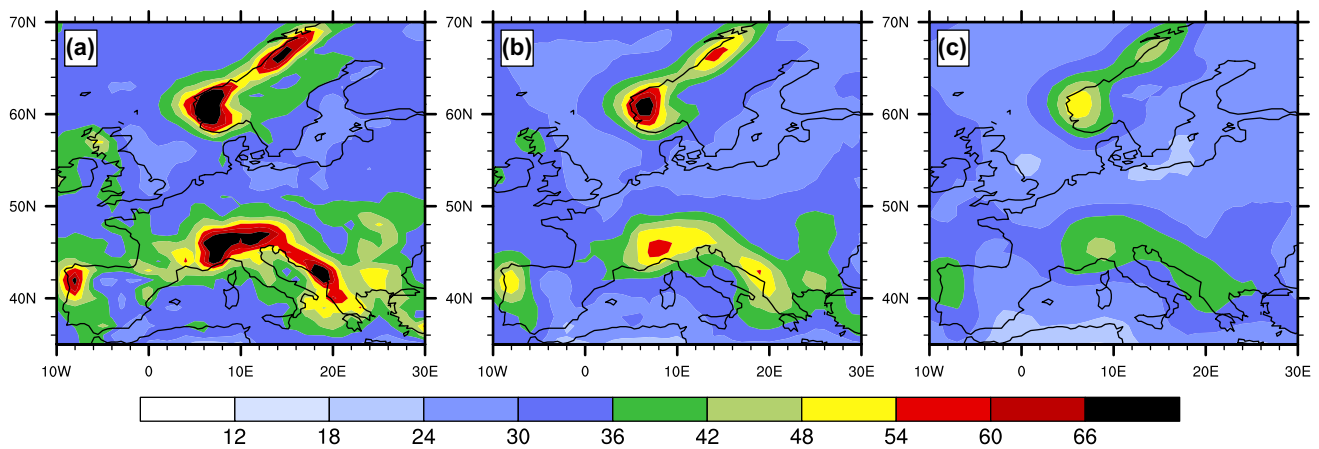 (a) (b) (c)
70N 70N 70N
60N 60N 60N
50N 50N 50N
40N 40N 40N
10W 0 10E 20E 30E 10W 0 10E 20E 30E 10W 0 10E 20E 30E
12 18 24 30 36 42 48 54 60 66